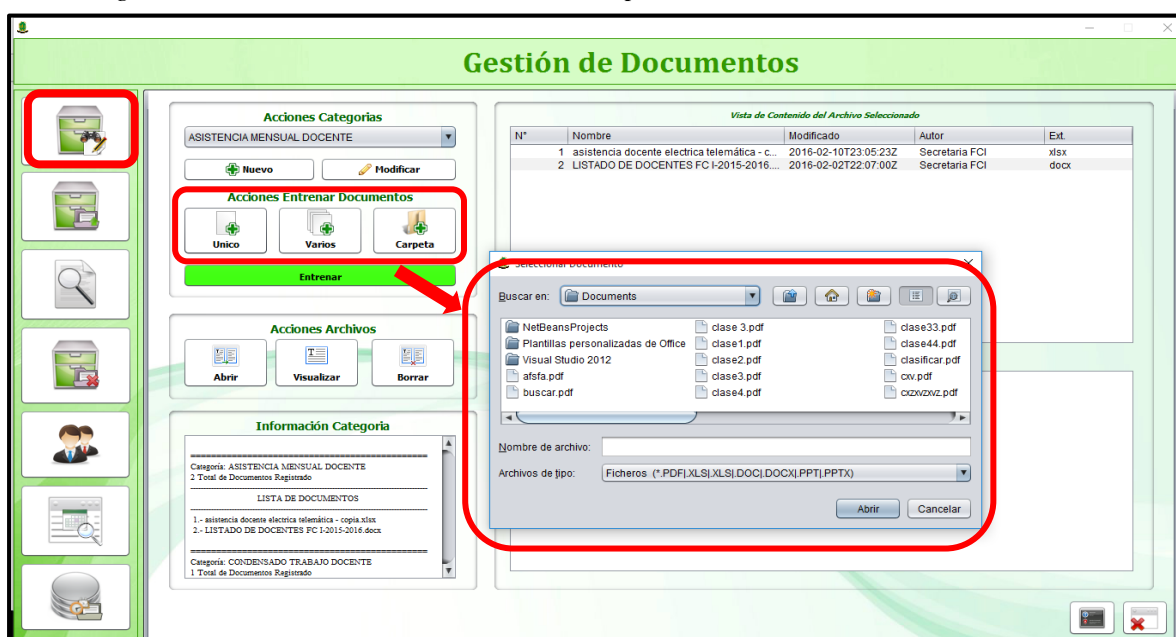 Gestión de Documentos
Acciones Categorias
ASISTENCIA MENSUAL DOCENTE
Nuevo
Modificar
Acciones Entrenar Documentos
Unico
Varios
Carpeta
Entrenar
Acciones Archivos
Abrir
Visualizar
Borrar
Información Categoria
Categoría: ASISTENCIA MENSUAL DOCENTE
2 Total de Documentos Registrado
LISTA DE DOCUMENTOS
1.- asistencia docente electrica telemática - copia.xlsx
2.- LISTADO DE DOCENTES FC I-2015-2016.docx
Categoría: CONDENSADO TRABAJO DOCENTE
1 Total de Documentos Registrado
Vista de Contenido del Archivo Seleccionado
N° Nombre Modificado Autor Ext.
1 asistencia docente electrica telemática - c... 2016-02-10T23:05:23Z Secretaria FCI xlsx
2 LISTADO DE DOCENTES FC I-2015-2016.... 2016-02-02T22:07:00Z Secretaria FCI docx
Seleccionar Documento
Buscar en: Documents
NetBeansProjects
Plantillas personalizadas de Office
Visual Studio 2012
afsfa.pdf
buscar.pdf
clase 3.pdf
clase1.pdf
clase2.pdf
clase3.pdf
clase4.pdf
clase33.pdf
clase44.pdf
clasificar.pdf
cxv.pdf
cxzxvzxvz.pdf
Nombre de archivo:
Archivos de tipo: Ficheros (*.PDF|.XLS|.XLS|.DOC|.DOCX|.PPT|.PPTX)
Abrir
Cancelar